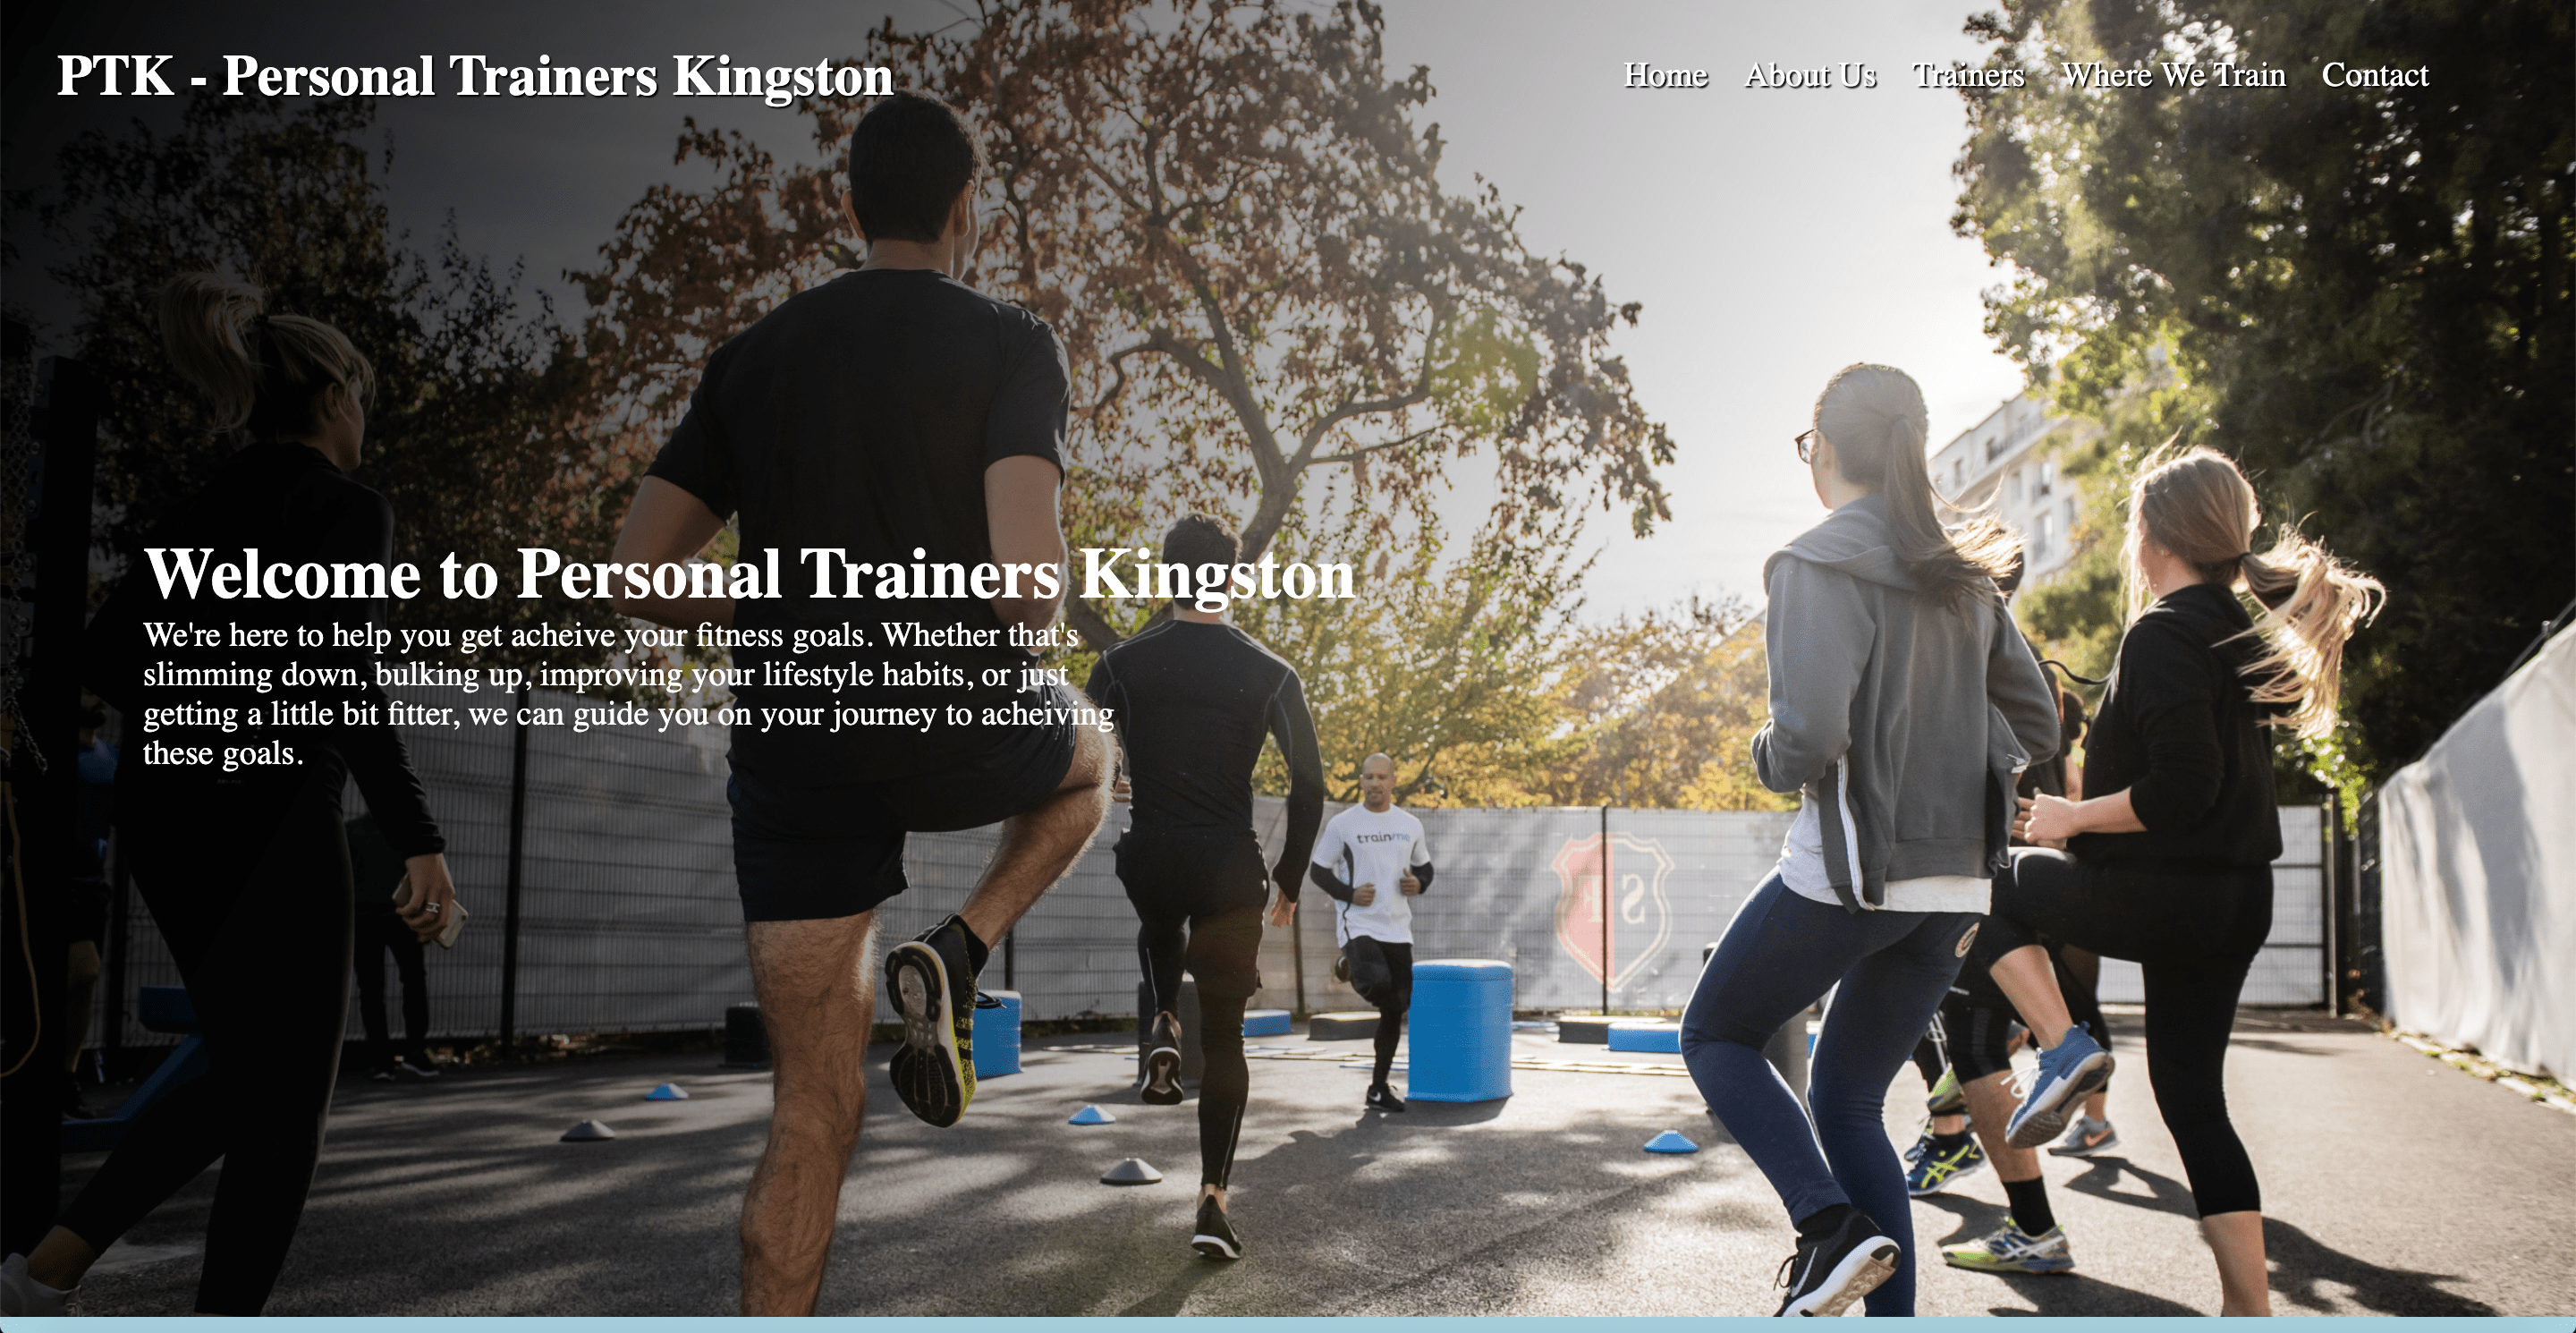 PTK - Personal Trainers Kingston
Home About Us Trainers Where We Train Contact
Welcome to Personal Trainers Kingston
We're here to help you get acheive your fitness goals. Whether that's
slimming down, bulking up, improving your lifestyle habits, or just
getting a little bit fitter, we can guide you on your journey to acheiving
these goals.
trainme